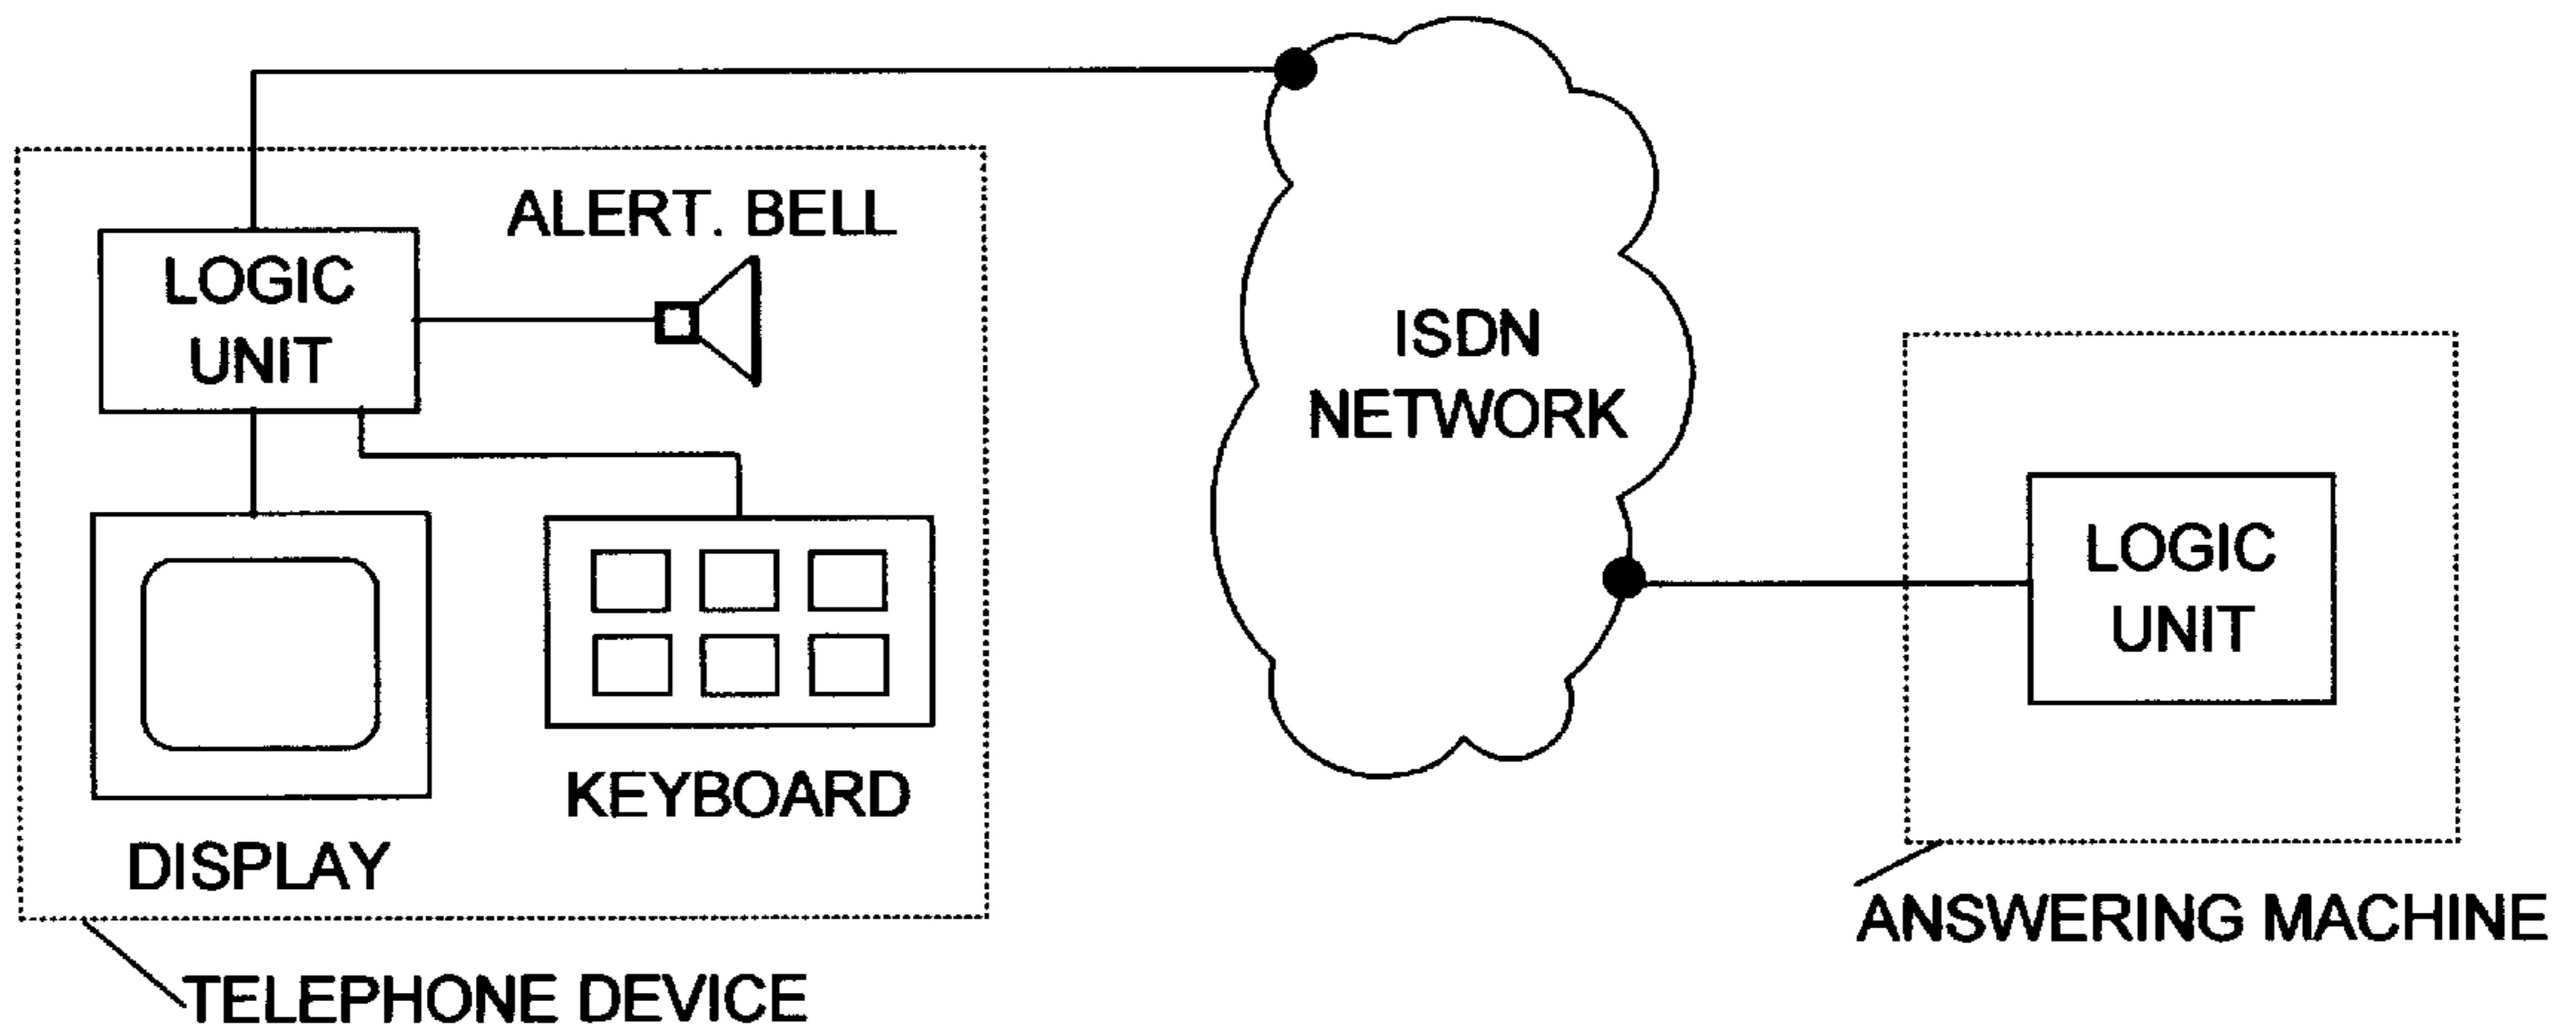 ALERT. BELL
LOGIC
UNIT
DISPLAY
KEYBOARD
TELEPHONE DEVICE
ISDN
NETWORK
LOGIC
UNIT
ANSWERING MACHINE